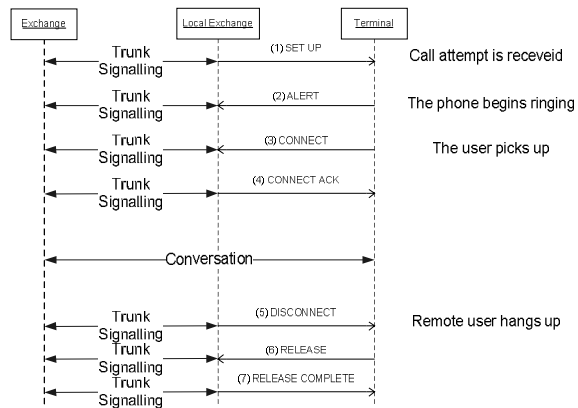 Exchange
Local Exchange
Terminal
Trunk
Signalling
(1) SET UP
Call attempt is receveid
Trunk
Signalling
(2) ALERT
The phone begins ringing
Trunk
Signalling
(3) CONNECT
The user picks up
Trunk
Signalling
(4) CONNECT ACK
Conversation
Trunk
Signalling
(5) DISCONNECT
Remote user hangs up
Trunk
Signalling
(6) RELEASE
Trunk
Signalling
(7) RELEASE COMPLETE